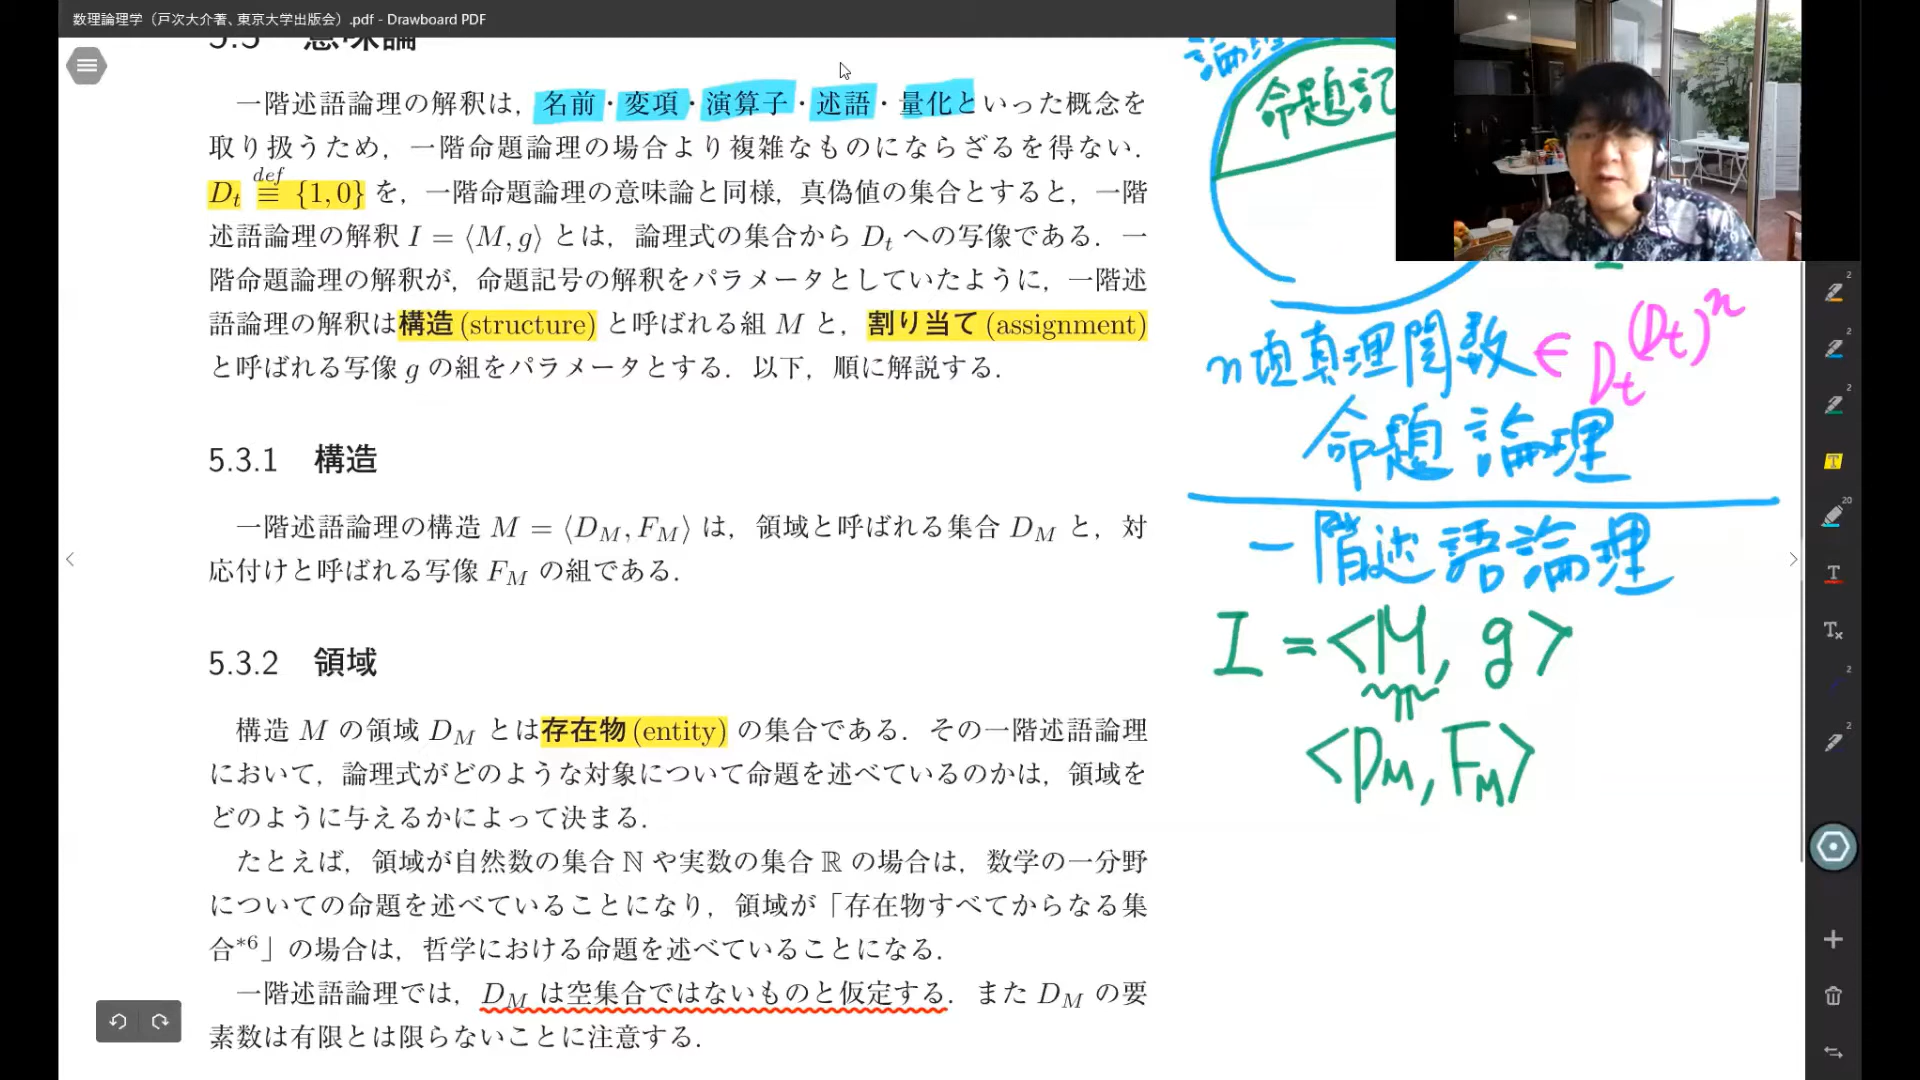 数理論理学（戸次大介著、東京大学出版会）.pdf - Drawboard PDF
5.3 意味論
一階述語論理の解釈は，名前・変項・演算子・述語・量化といった概念を
取り扱うため，一階命題論理の場合より複雑なものにならざるを得ない．
D_t ≡^{def} {1,0} を，一階命題論理の意味論と同様，真偽値の集合とすると，一階
述語論理の解釈 I = ⟨M, g⟩ とは，論理式の集合から D_t への写像である．一
階命題論理の解釈が，命題記号の解釈をパラメータとしていたように，一階述
語論理の解釈は構造 (structure) と呼ばれる組 M と，割り当て (assignment)
と呼ばれる写像 g の組をパラメータとする．以下，順に解説する．
5.3.1 構造
一階述語論理の構造 M = ⟨D_M, F_M⟩ は，領域と呼ばれる集合 D_M と，対
応付けと呼ばれる写像 F_M の組である．
5.3.2 領域
構造 M の領域 D_M とは存在物 (entity) の集合である．その一階述語論理
において，論理式がどのような対象について命題を述べているのかは，領域を
どのように与えるかによって決まる．
たとえば，領域が自然数の集合 ℕ や実数の集合 ℝ の場合は，数学の一分野
についての命題を述べていることになり，領域が「存在物すべてからなる集
合*6」の場合は，哲学における命題を述べていることになる．
一階述語論理では，D_M は空集合ではないものと仮定する．また D_M の要
素数は有限とは限らないことに注意する．
論理
命題記
n項真理関数 ∈ D_t^{(D_t)^n}
命題論理
一階述語論理
I = <M, g>
<D_M, F_M>
2
2
2
T
20
T
Tx
2
2